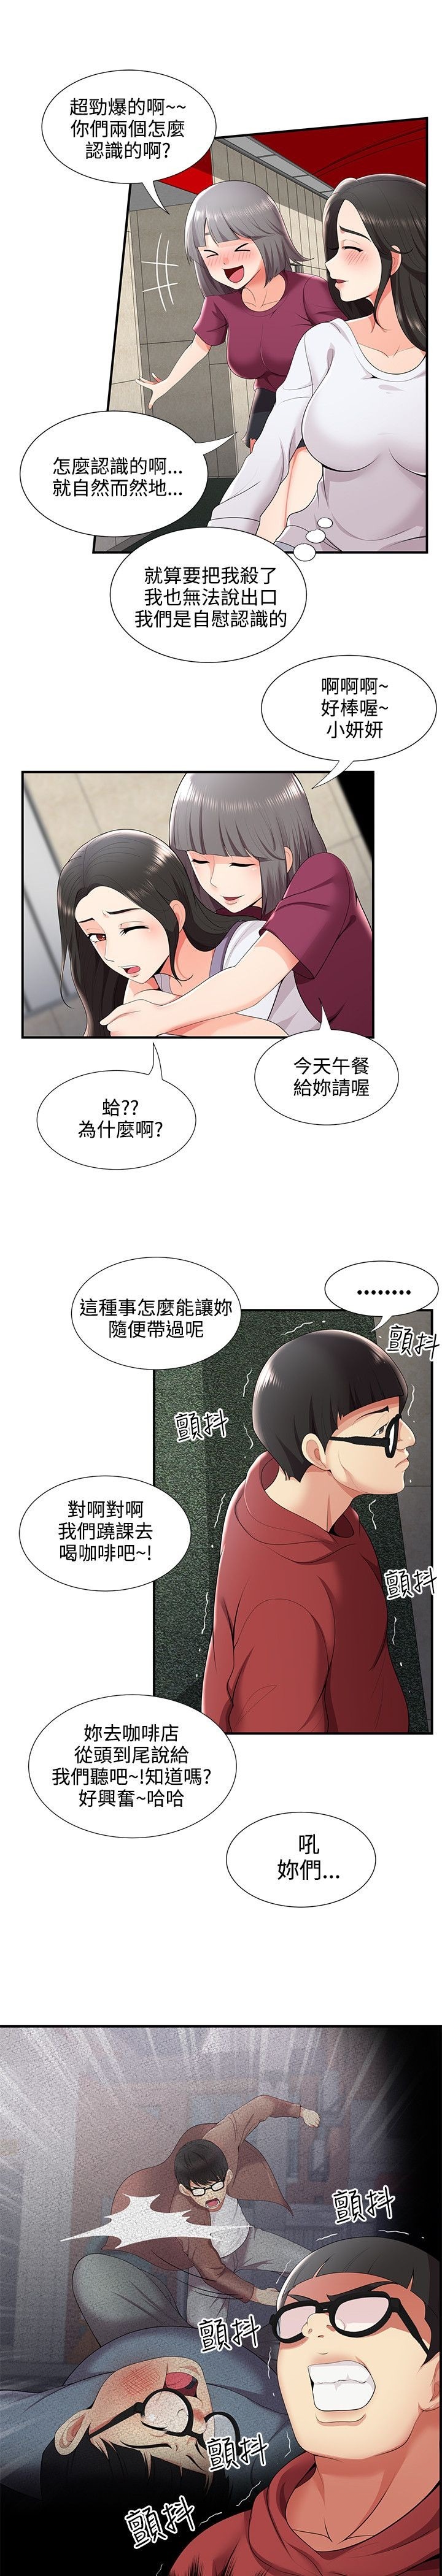 超勁爆的啊~~
你們兩個怎麼
認識的啊?
怎麼認識的啊...
就自然而然地...
就算要把我殺了
我也無法說出口
我們是自慰認識的
啊啊啊~
好棒喔~
小妍妍
今天午餐
給妳請喔
蛤??
為什麼啊?
這種事怎麼能讓妳
隨便帶過呢
........
顫抖
顫抖
對啊對啊
我們蹺課去
喝咖啡吧~!
顫抖
妳去咖啡店
從頭到尾說給
我們聽吧~!知道嗎?
好興奮~哈哈
吼
妳們...
顫抖
顫抖
顫抖
顫抖